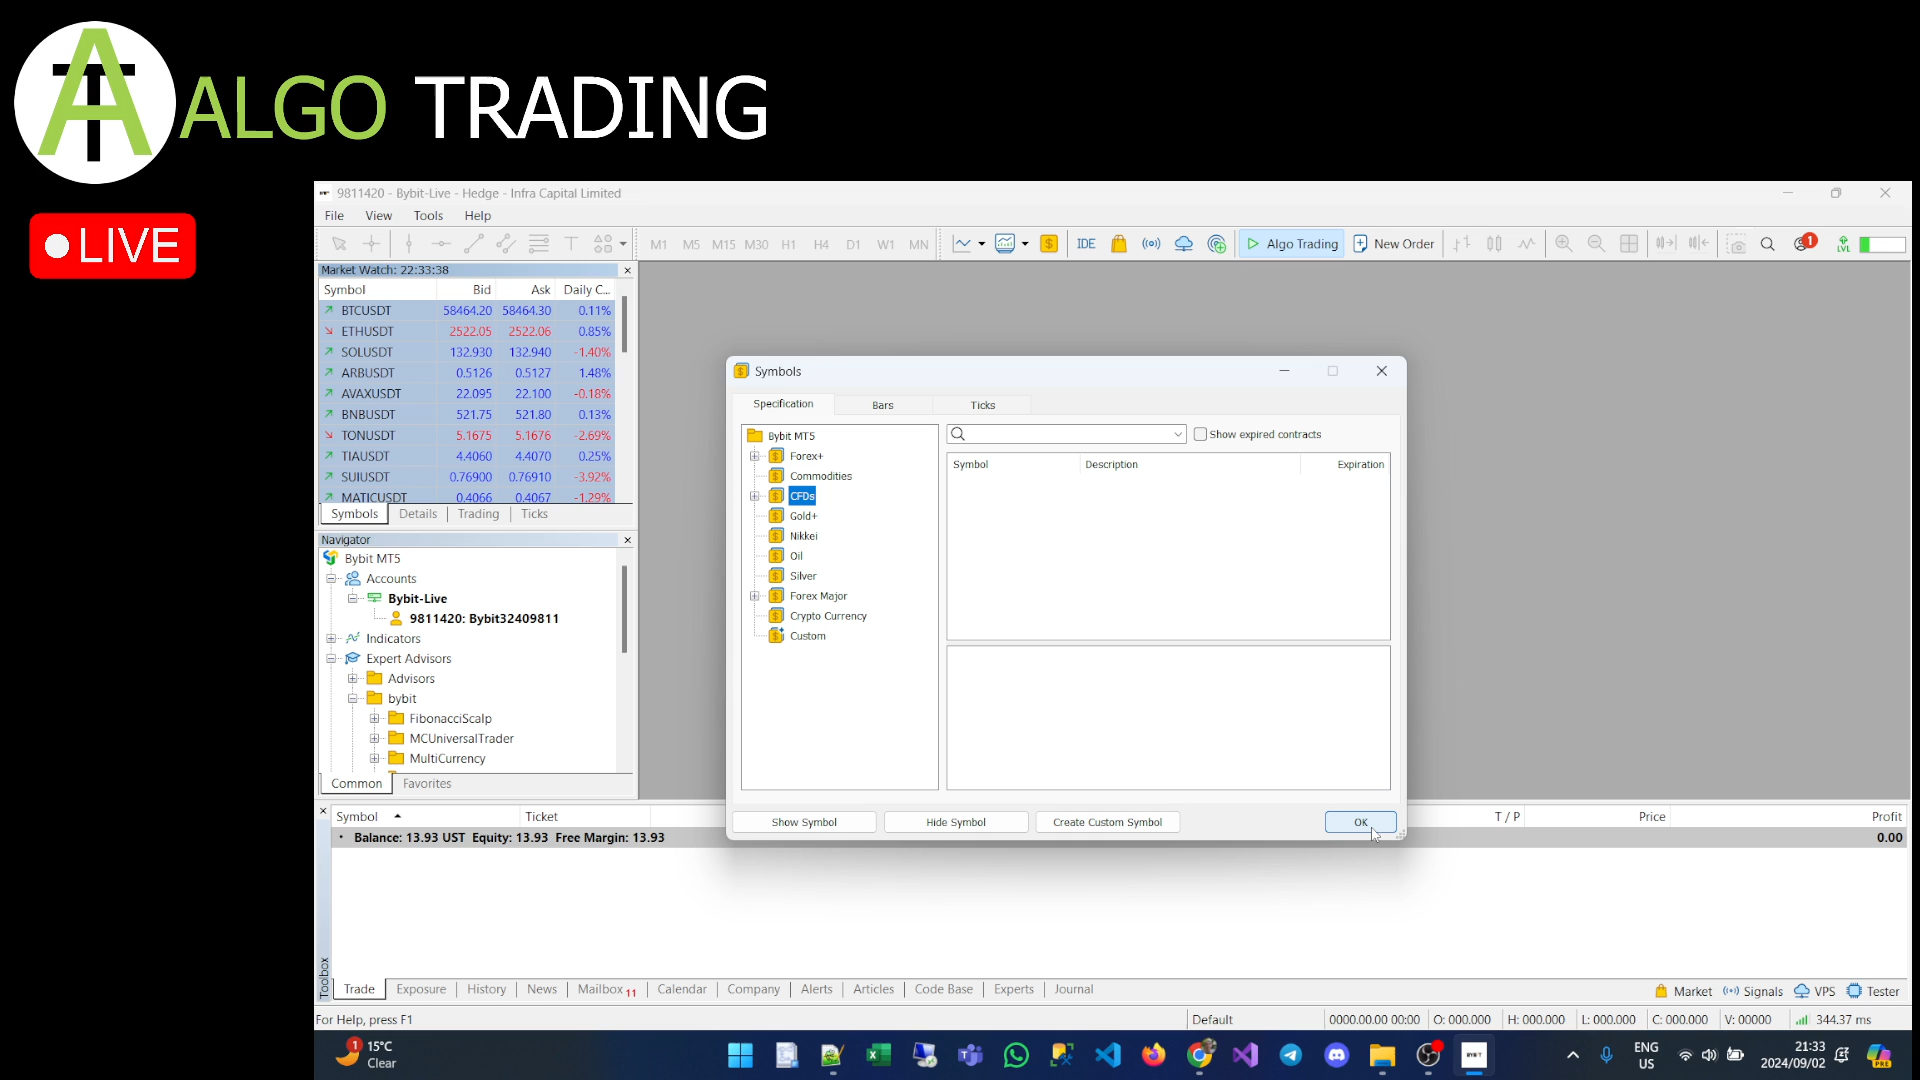 ALGO TRADING
LIVE
9811420 - Bybit-Live - Hedge - Infra Capital Limited
File View Tools Help
M1 M5 M15 M30 H1 H4 D1 W1 MN IDE Algo Trading New Order 1 LVL
Market Watch: 22:33:38
Symbol Bid Ask Daily C...
BTCUSDT 58464.20 58464.30 0.11%
ETHUSDT 2522.05 2522.06 0.85%
SOLUSDT 132.930 132.940 -1.40%
ARBUSDT 0.5126 0.5127 1.48%
AVAXUSDT 22.095 22.100 -0.18%
BNBUSDT 521.75 521.80 0.13%
TONUSDT 5.1675 5.1676 -2.69%
TIAUSDT 4.4060 4.4070 0.25%
SUIUSDT 0.76900 0.76910 -3.92%
MATICUSDT 0.4066 0.4067 -1.29%
Symbols Details Trading Ticks
Navigator
Bybit MT5
Accounts
Bybit-Live
9811420: Bybit32409811
Indicators
Expert Advisors
Advisors
bybit
FibonacciScalp
MCUniversalTrader
MultiCurrency
Common Favorites
Symbols
Specification Bars Ticks
Bybit MT5
Forex+
Commodities
CFDs
Gold+
Nikkei
Oil
Silver
Forex Major
Crypto Currency
Custom
Show expired contracts
Symbol Description Expiration
Show Symbol Hide Symbol Create Custom Symbol OK
Symbol Ticket T / P Price Profit
Balance: 13.93 UST Equity: 13.93 Free Margin: 13.93 0.00
Toolbox
Trade Exposure History News Mailbox 11 Calendar Company Alerts Articles Code Base Experts Journal Market Signals VPS Tester
For Help, press F1 Default 0000.00.00 00:00 O: 000.000 H: 000.000 L: 000.000 C: 000.000 V: 00000 344.37 ms
1 15°C
Clear
BYBIT
ENG
US
21:33
2024/09/02
PRE